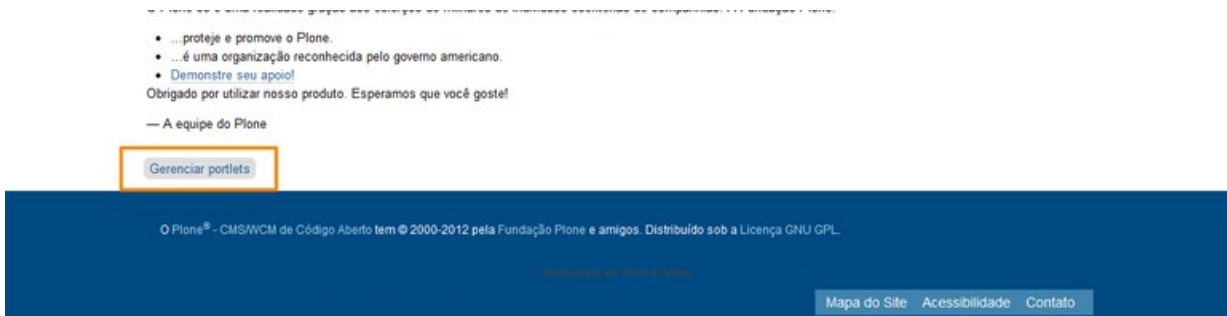 • ...proteje e promove o Plone.
• ...é uma organização reconhecida pelo governo americano.
• Demonstre seu apoio!
Obrigado por utilizar nosso produto. Esperamos que você goste!
— A equipe do Plone
Gerenciar portlets
O Plone® - CMS/WCM de Código Aberto tem © 2000-2012 pela Fundação Plone e amigos. Distribuído sob a Licença GNU GPL.
Mapa do Site Acessibilidade Contato